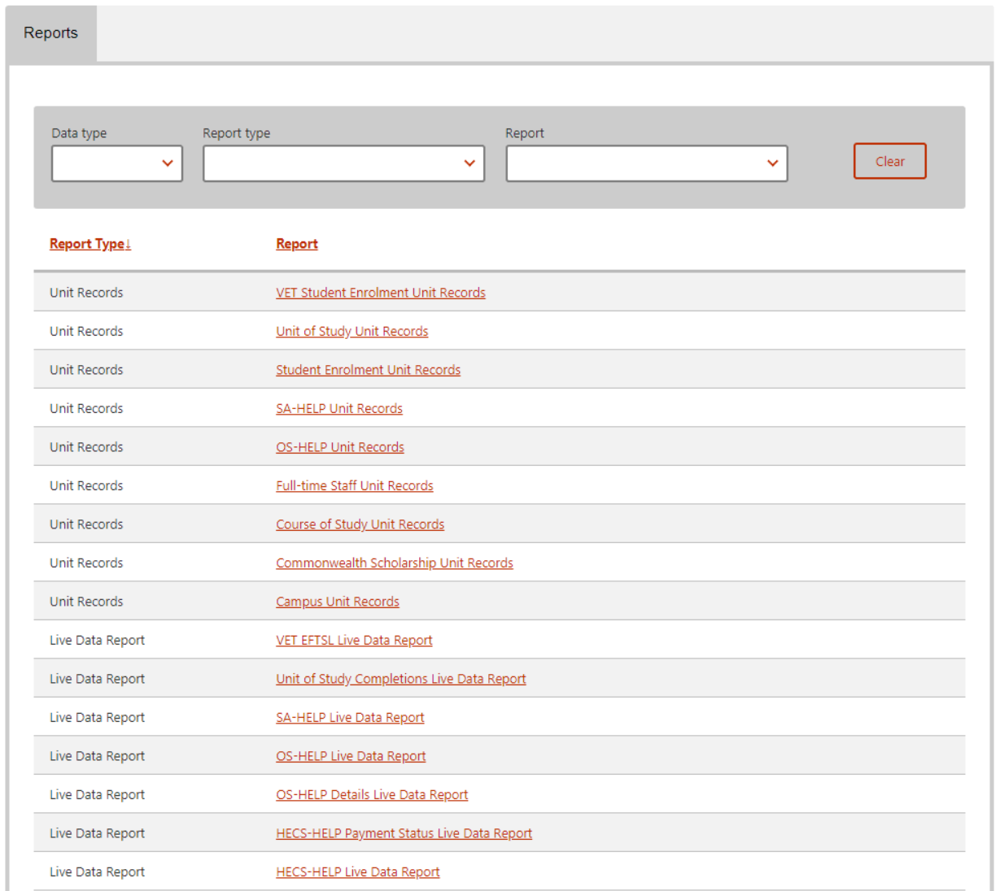 Reports
Data type Report type Report
Clear
Report Type↓ Report
Unit Records VET Student Enrolment Unit Records
Unit Records Unit of Study Unit Records
Unit Records Student Enrolment Unit Records
Unit Records SA-HELP Unit Records
Unit Records OS-HELP Unit Records
Unit Records Full-time Staff Unit Records
Unit Records Course of Study Unit Records
Unit Records Commonwealth Scholarship Unit Records
Unit Records Campus Unit Records
Live Data Report VET EFTSL Live Data Report
Live Data Report Unit of Study Completions Live Data Report
Live Data Report SA-HELP Live Data Report
Live Data Report OS-HELP Live Data Report
Live Data Report OS-HELP Details Live Data Report
Live Data Report HECS-HELP Payment Status Live Data Report
Live Data Report HECS-HELP Live Data Report